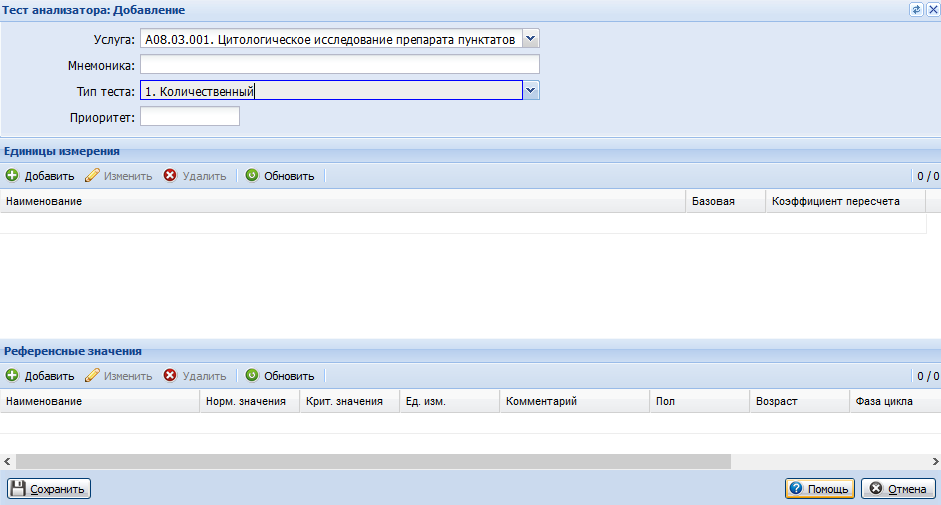 Тест анализатора: Добавление
Услуга: A08.03.001. Цитологическое исследование препарата пунктатов
Мнемоника:
Тип теста: 1. Количественный
Приоритет:
Единицы измерения
Добавить Изменить Удалить Обновить 0 / 0
Наименование Базовая Коэффициент пересчета
Референсные значения
Добавить Изменить Удалить Обновить 0 / 0
Наименование Норм. значения Крит. значения Ед. изм. Комментарий Пол Возраст Фаза цикла
Сохранить Помощь Отмена